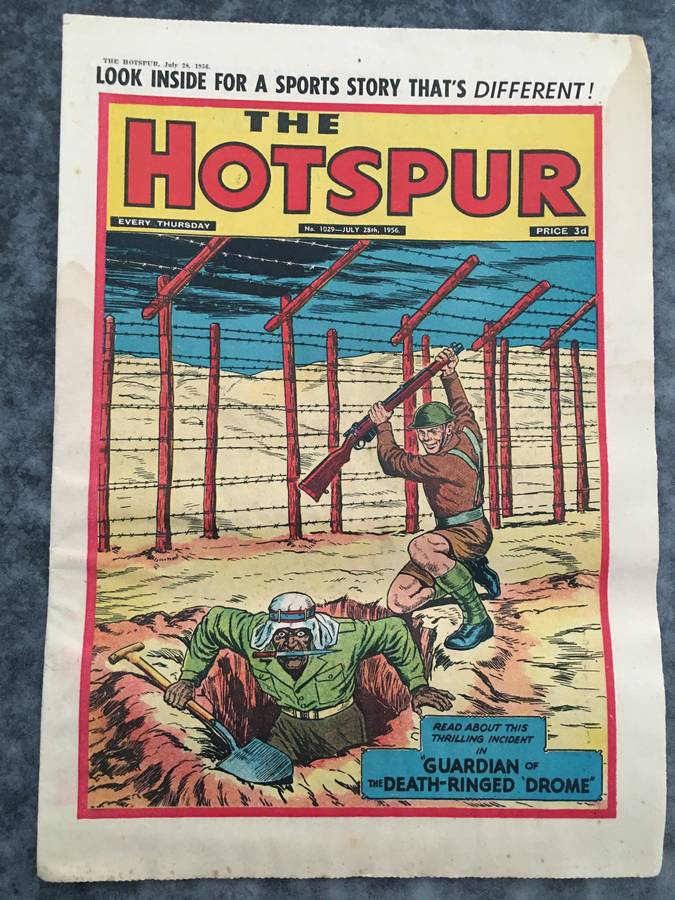 THE HOTSPUR, July 28, 1956.
LOOK INSIDE FOR A SPORTS STORY THAT'S DIFFERENT!
THE
HOTSPUR
EVERY THURSDAY
No. 1029—JULY 28th, 1956.
PRICE 3d
READ ABOUT THIS
THRILLING INCIDENT
IN
"GUARDIAN OF
THE DEATH-RINGED 'DROME"